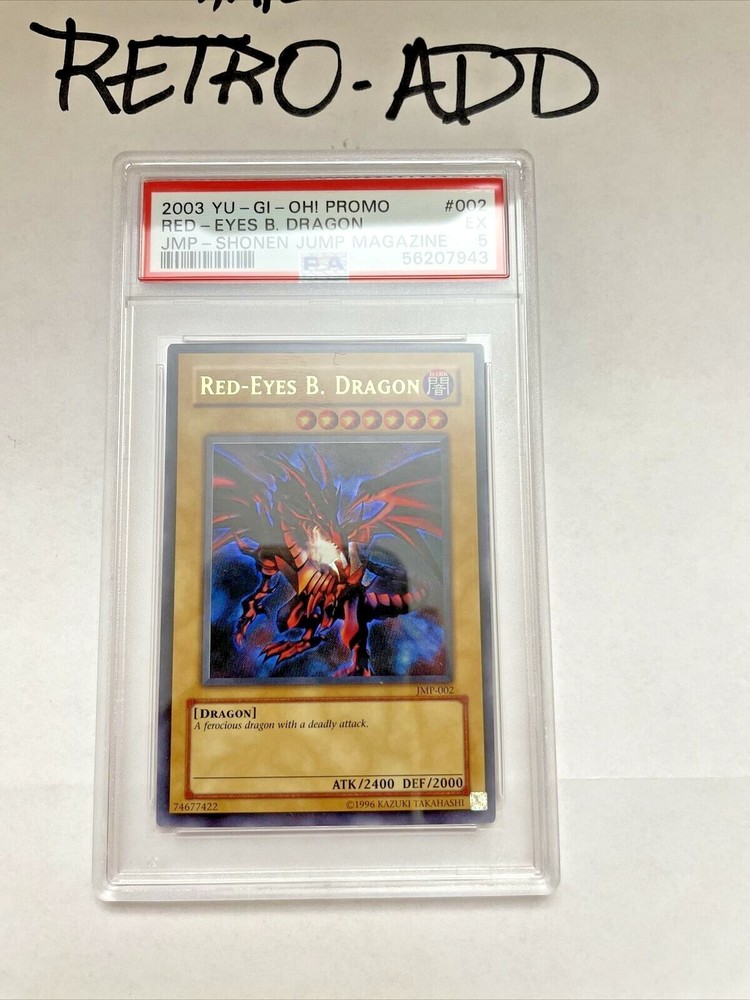 RETRO-ADD
2003 YU-GI-OH! PROMO #002
RED-EYES B. DRAGON EX
JMP-SHONEN JUMP MAGAZINE 5
PSA 56207943
RED-EYES B. DRAGON
闇
JMP-002
[DRAGON]
A ferocious dragon with a deadly attack.
ATK/2400 DEF/2000
74677422 ©1996 KAZUKI TAKAHASHI